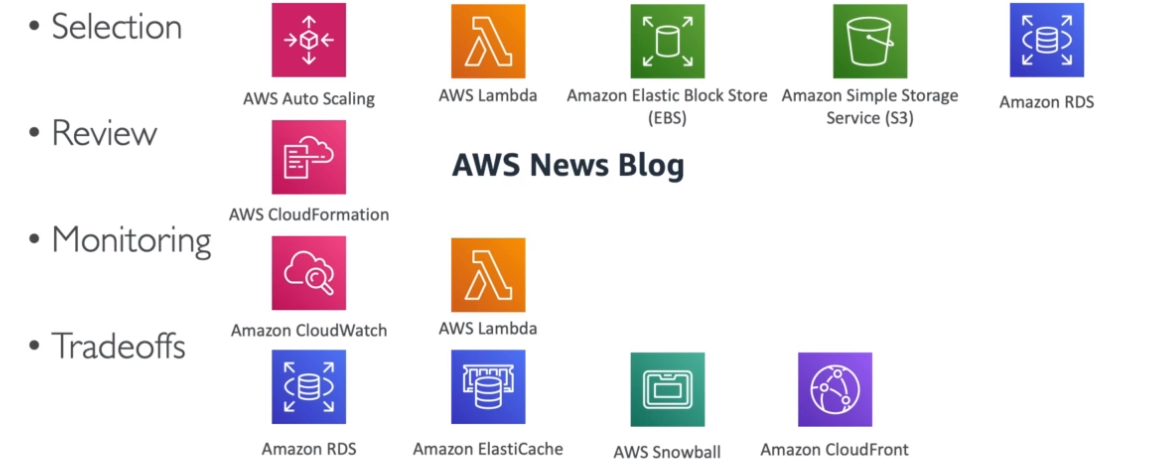 • Selection
AWS Auto Scaling
AWS Lambda
Amazon Elastic Block Store
(EBS)
Amazon Simple Storage
Service (S3)
Amazon RDS
• Review
AWS CloudFormation
AWS News Blog
• Monitoring
Amazon CloudWatch
AWS Lambda
• Tradeoffs
Amazon RDS
Amazon ElastiCache
AWS Snowball
Amazon CloudFront